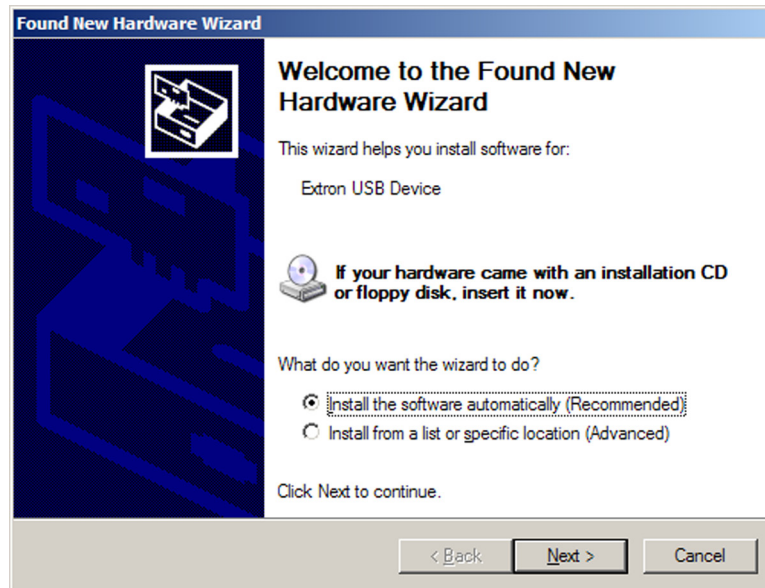 Found New Hardware Wizard
Welcome to the Found New
Hardware Wizard
This wizard helps you install software for:
Extron USB Device
If your hardware came with an installation CD
or floppy disk, insert it now.
What do you want the wizard to do?
Install the software automatically (Recommended)
Install from a list or specific location (Advanced)
Click Next to continue.
< Back Next > Cancel